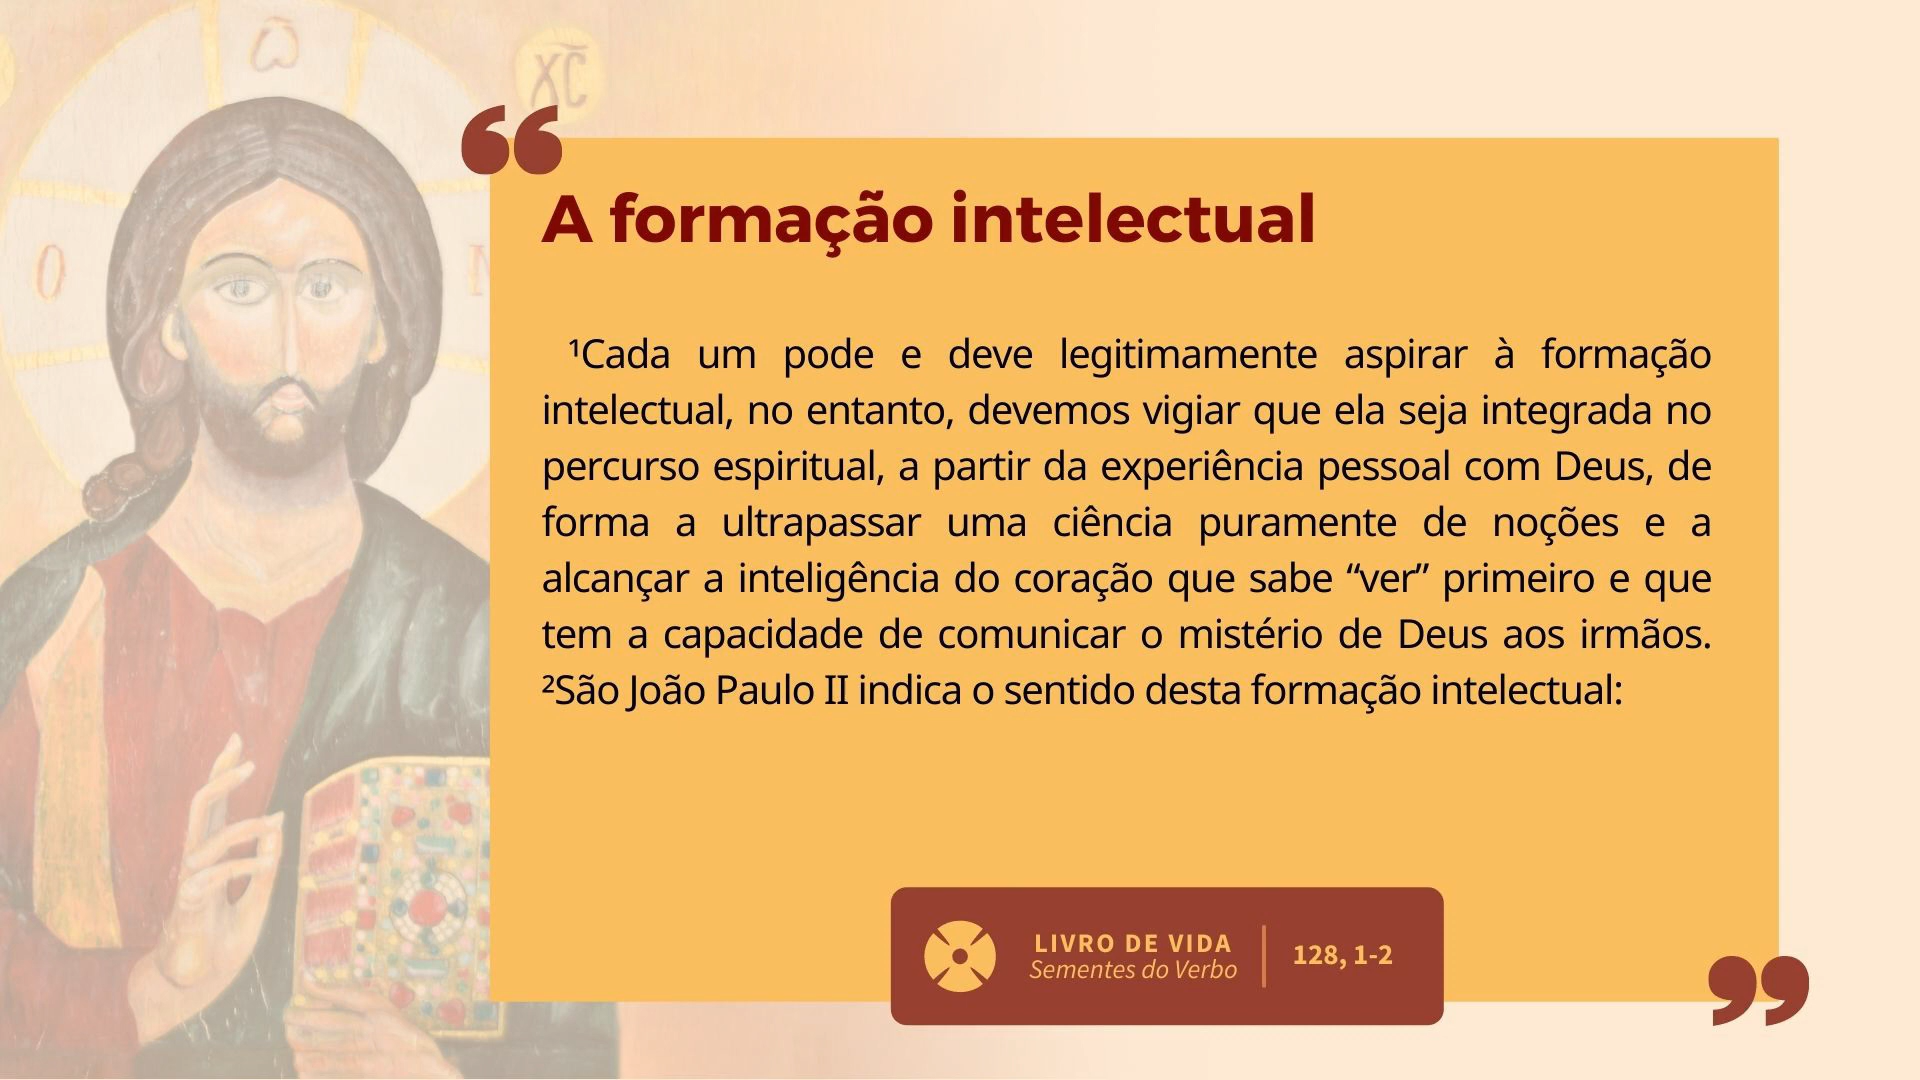 ὤ
XC
Ο
“
A formação intelectual
¹Cada um pode e deve legitimamente aspirar à formação
intelectual, no entanto, devemos vigiar que ela seja integrada no
percurso espiritual, a partir da experiência pessoal com Deus, de
forma a ultrapassar uma ciência puramente de noções e a
alcançar a inteligência do coração que sabe “ver” primeiro e que
tem a capacidade de comunicar o mistério de Deus aos irmãos.
²São João Paulo II indica o sentido desta formação intelectual:
LIVRO DE VIDA
Sementes do Verbo
128, 1-2
”